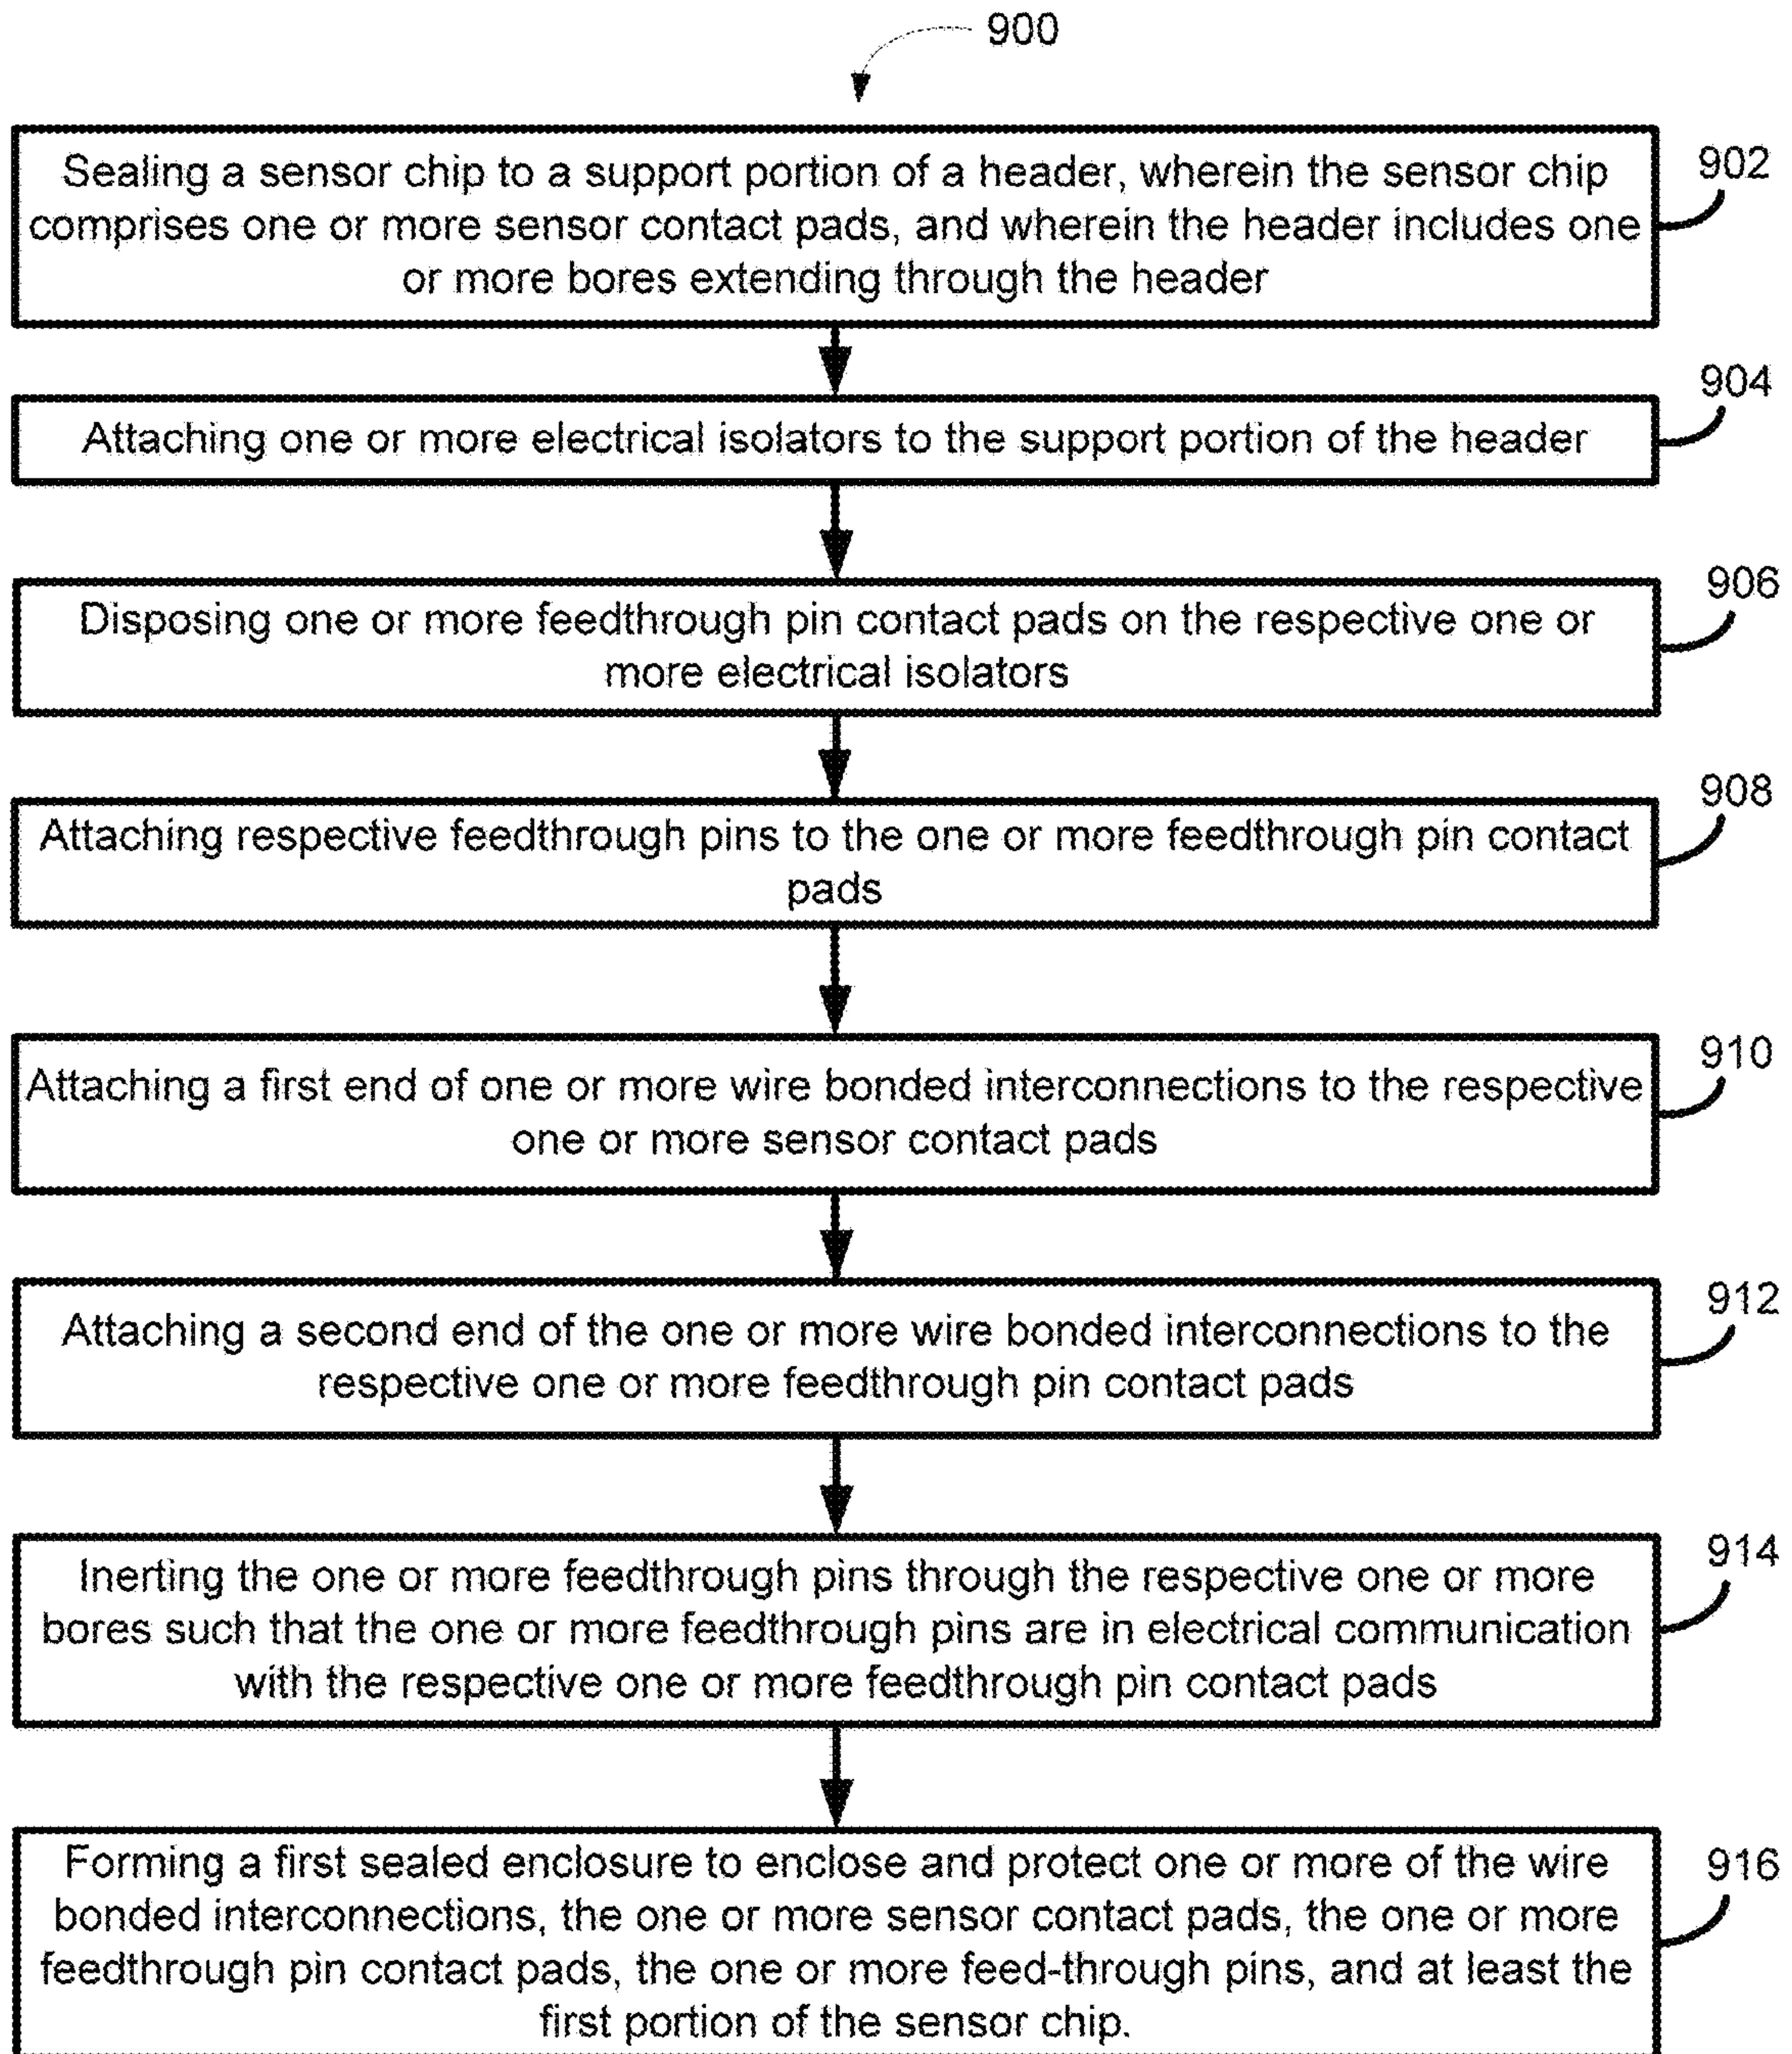 900
Sealing a sensor chip to a support portion of a header, wherein the sensor chip
comprises one or more sensor contact pads, and wherein the header includes one
or more bores extending through the header
902
Attaching one or more electrical isolators to the support portion of the header
904
Disposing one or more feedthrough pin contact pads on the respective one or
more electrical isolators
906
Attaching respective feedthrough pins to the one or more feedthrough pin contact
pads
908
Attaching a first end of one or more wire bonded interconnections to the respective
one or more sensor contact pads
910
Attaching a second end of the one or more wire bonded interconnections to the
respective one or more feedthrough pin contact pads
912
Inerting the one or more feedthrough pins through the respective one or more
bores such that the one or more feedthrough pins are in electrical communication
with the respective one or more feedthrough pin contact pads
914
Forming a first sealed enclosure to enclose and protect one or more of the wire
bonded interconnections, the one or more sensor contact pads, the one or more
feedthrough pin contact pads, the one or more feed-through pins, and at least the
first portion of the sensor chip.
916